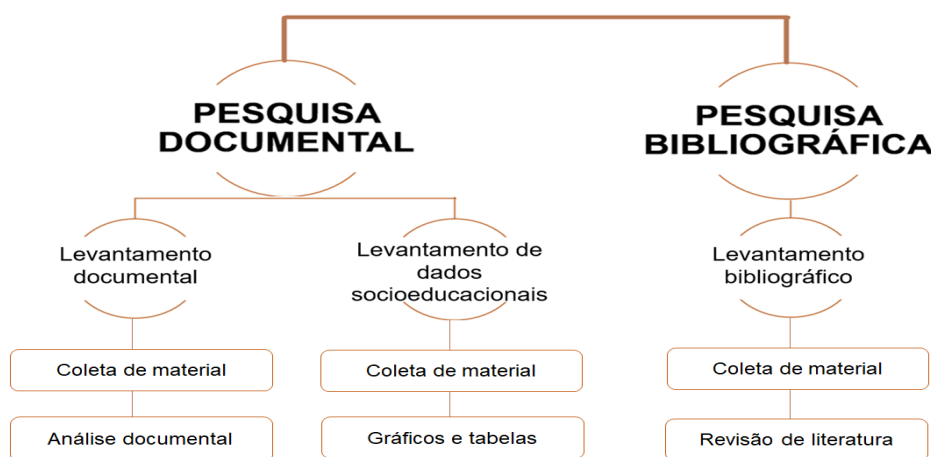 PESQUISA
DOCUMENTAL
PESQUISA
BIBLIOGRÁFICA
Levantamento
documental
Levantamento de
dados
socioeducacionais
Levantamento
bibliográfico
Coleta de material
Coleta de material
Coleta de material
Análise documental
Gráficos e tabelas
Revisão de literatura